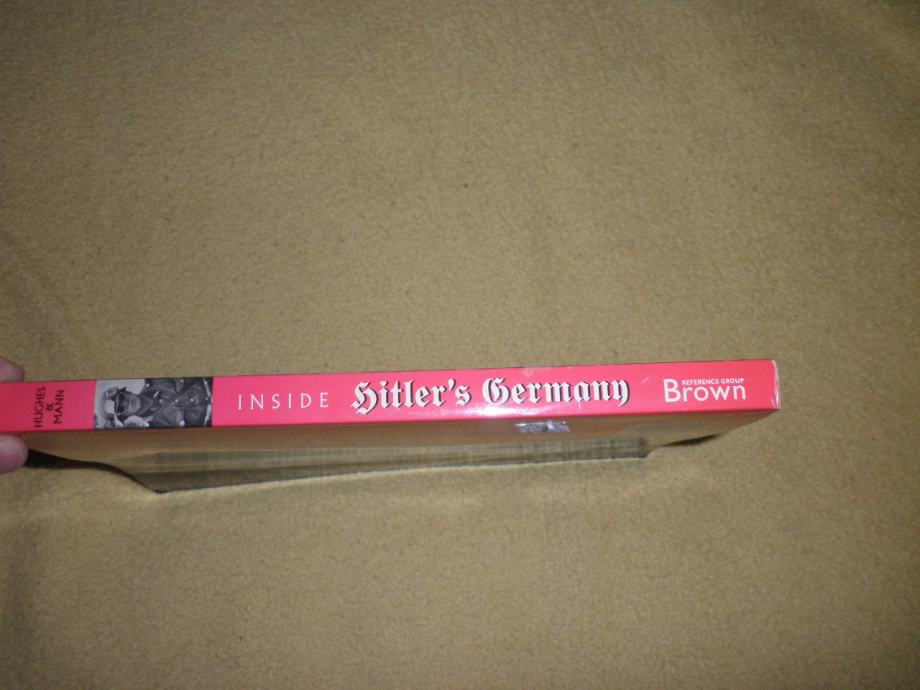 HUGHES
&
MANN
INSIDE Hitler's Germany
REFERENCE GROUP
Brown